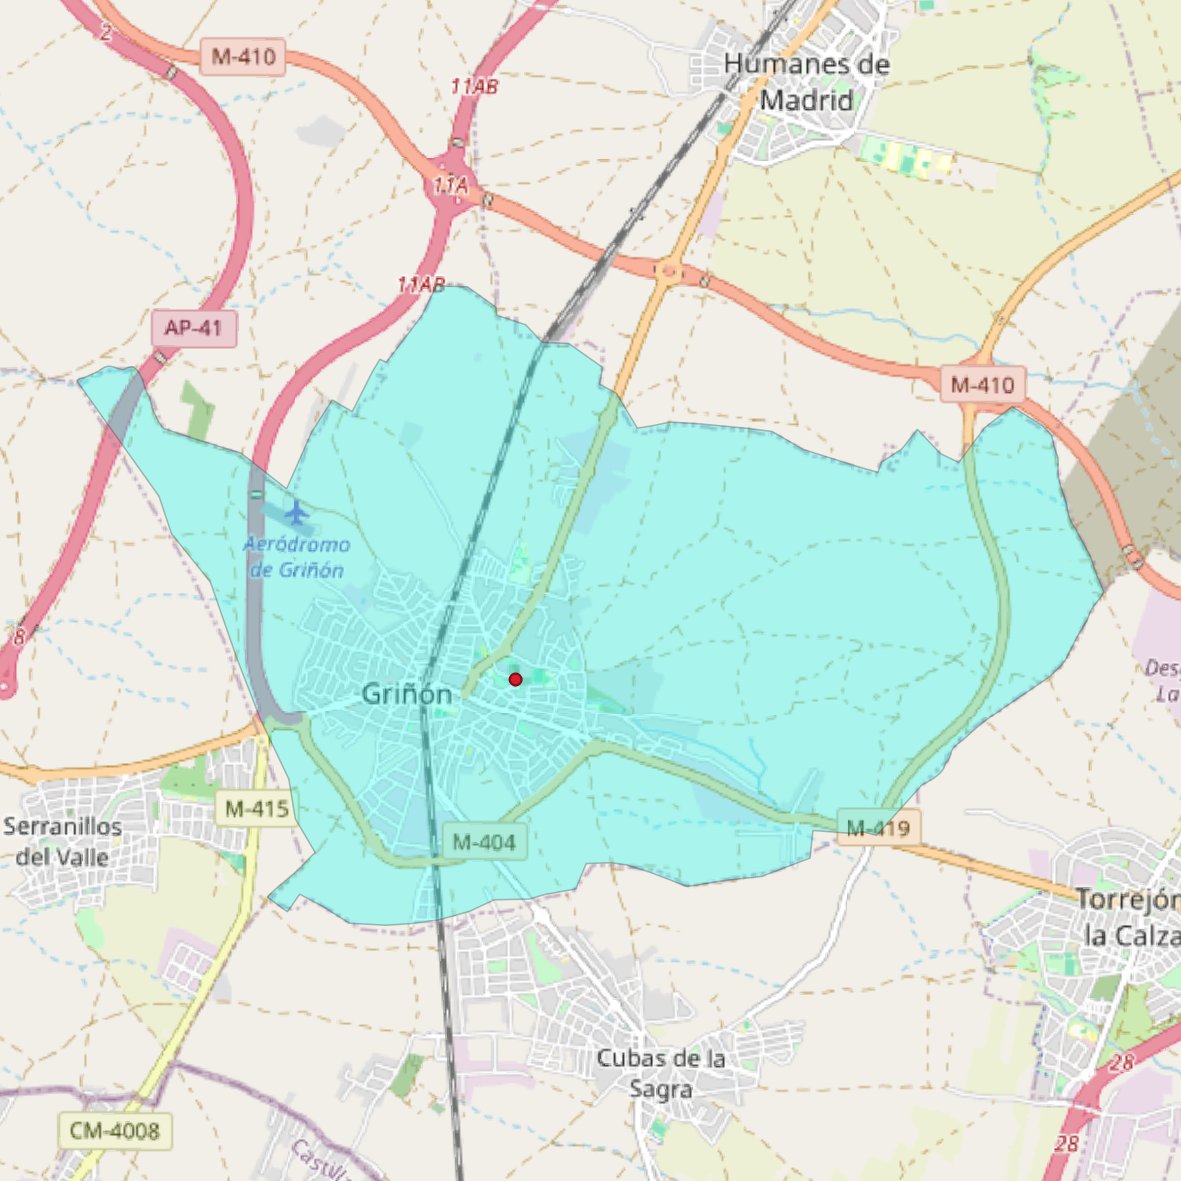 2
M-410
11AB
Humanes de
Madrid
11A
11AB
AP-41
M-410
Aeródromo
de Griñón
8
Griñón
M-415
M-404
M-419
Serranillos
del Valle
Torrejón
la Calza
Cubas de la
Sagra
28
CM-4008
28